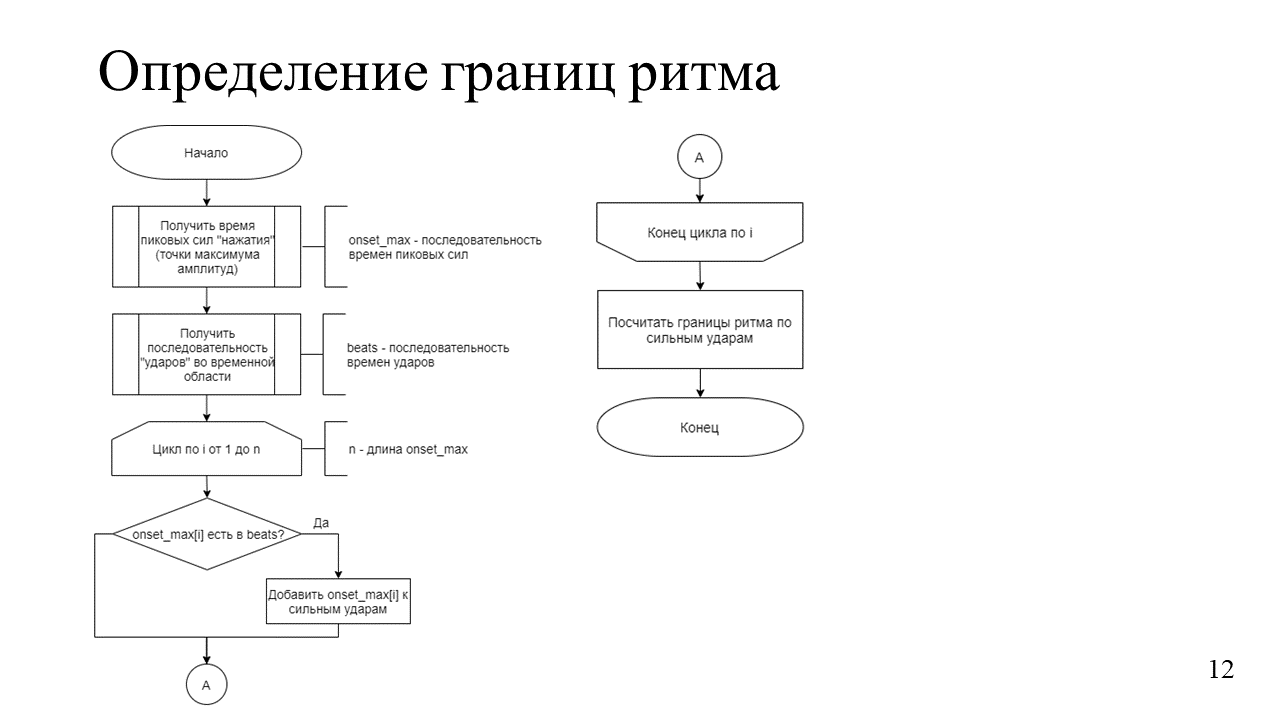 Определение границ ритма
Начало
Получить время
пиковых сил "нажатия"
(точки максимума
амплитуд)
onset_max - последовательность
времен пиковых сил
Получить
последовательность
"ударов" во временной
области
beats - последовательность
времен ударов
Цикл по i от 1 до n
n - длина onset_max
onset_max[i] есть в beats?
Да
Добавить onset_max[i] к
сильным ударам
А
А
Конец цикла по i
Посчитать границы ритма по
сильным ударам
Конец
12